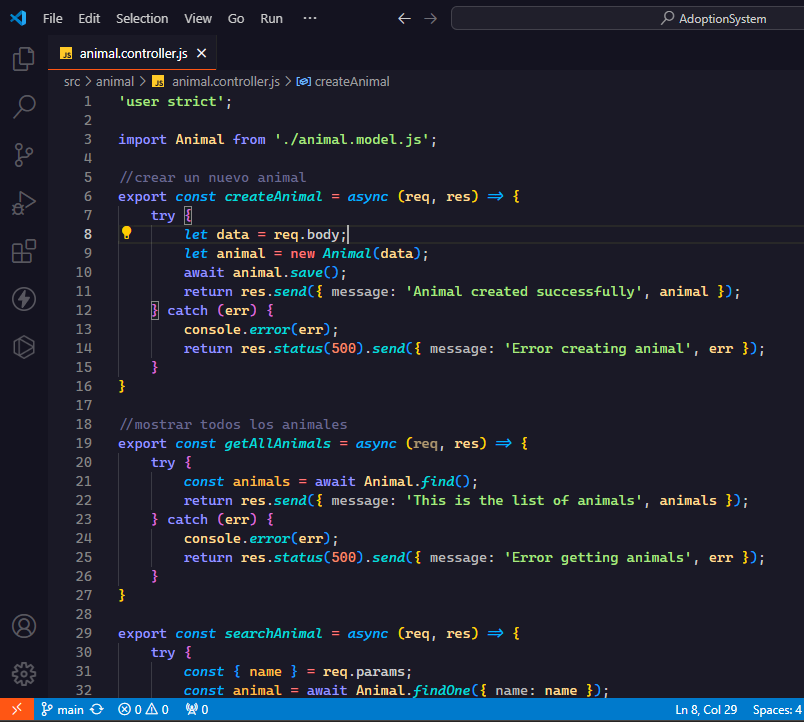 File Edit Selection View Go Run ··· ← → AdoptionSystem
JS animal.controller.js ×
src > animal > JS animal.controller.js > createAnimal
1 'user strict';
2
3 import Animal from './animal.model.js';
4
5 //crear un nuevo animal
6 export const createAnimal = async (req, res) => {
7 try {
8 let data = req.body;
9 let animal = new Animal(data);
10 await animal.save();
11 return res.send({ message: 'Animal created successfully', animal });
12 } catch (err) {
13 console.error(err);
14 return res.status(500).send({ message: 'Error creating animal', err });
15 }
16 }
17
18 //mostrar todos los animales
19 export const getAllAnimals = async (req, res) => {
20 try {
21 const animals = await Animal.find();
22 return res.send({ message: 'This is the list of animals', animals });
23 } catch (err) {
24 console.error(err);
25 return res.status(500).send({ message: 'Error getting animals', err });
26 }
27 }
28
29 export const searchAnimal = async (req, res) => {
30 try {
31 const { name } = req.params;
32 const animal = await Animal.findOne({ name: name });
main 0 0 0 Ln 8, Col 29 Spaces: 4